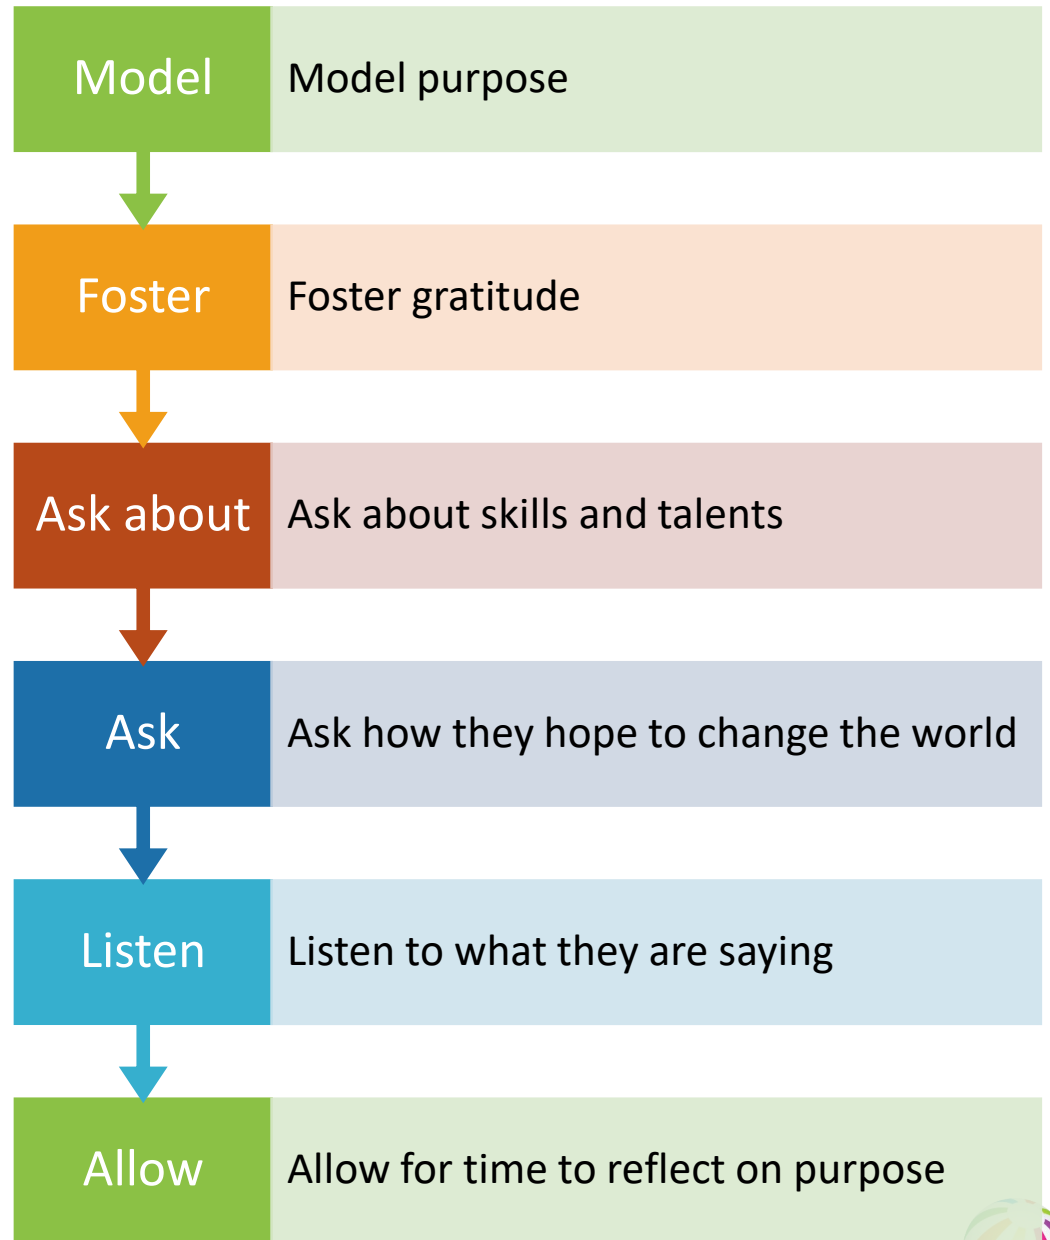 Model
Model purpose
Foster
Foster gratitude
Ask about
Ask about skills and talents
Ask
Ask how they hope to change the world
Listen
Listen to what they are saying
Allow
Allow for time to reflect on purpose